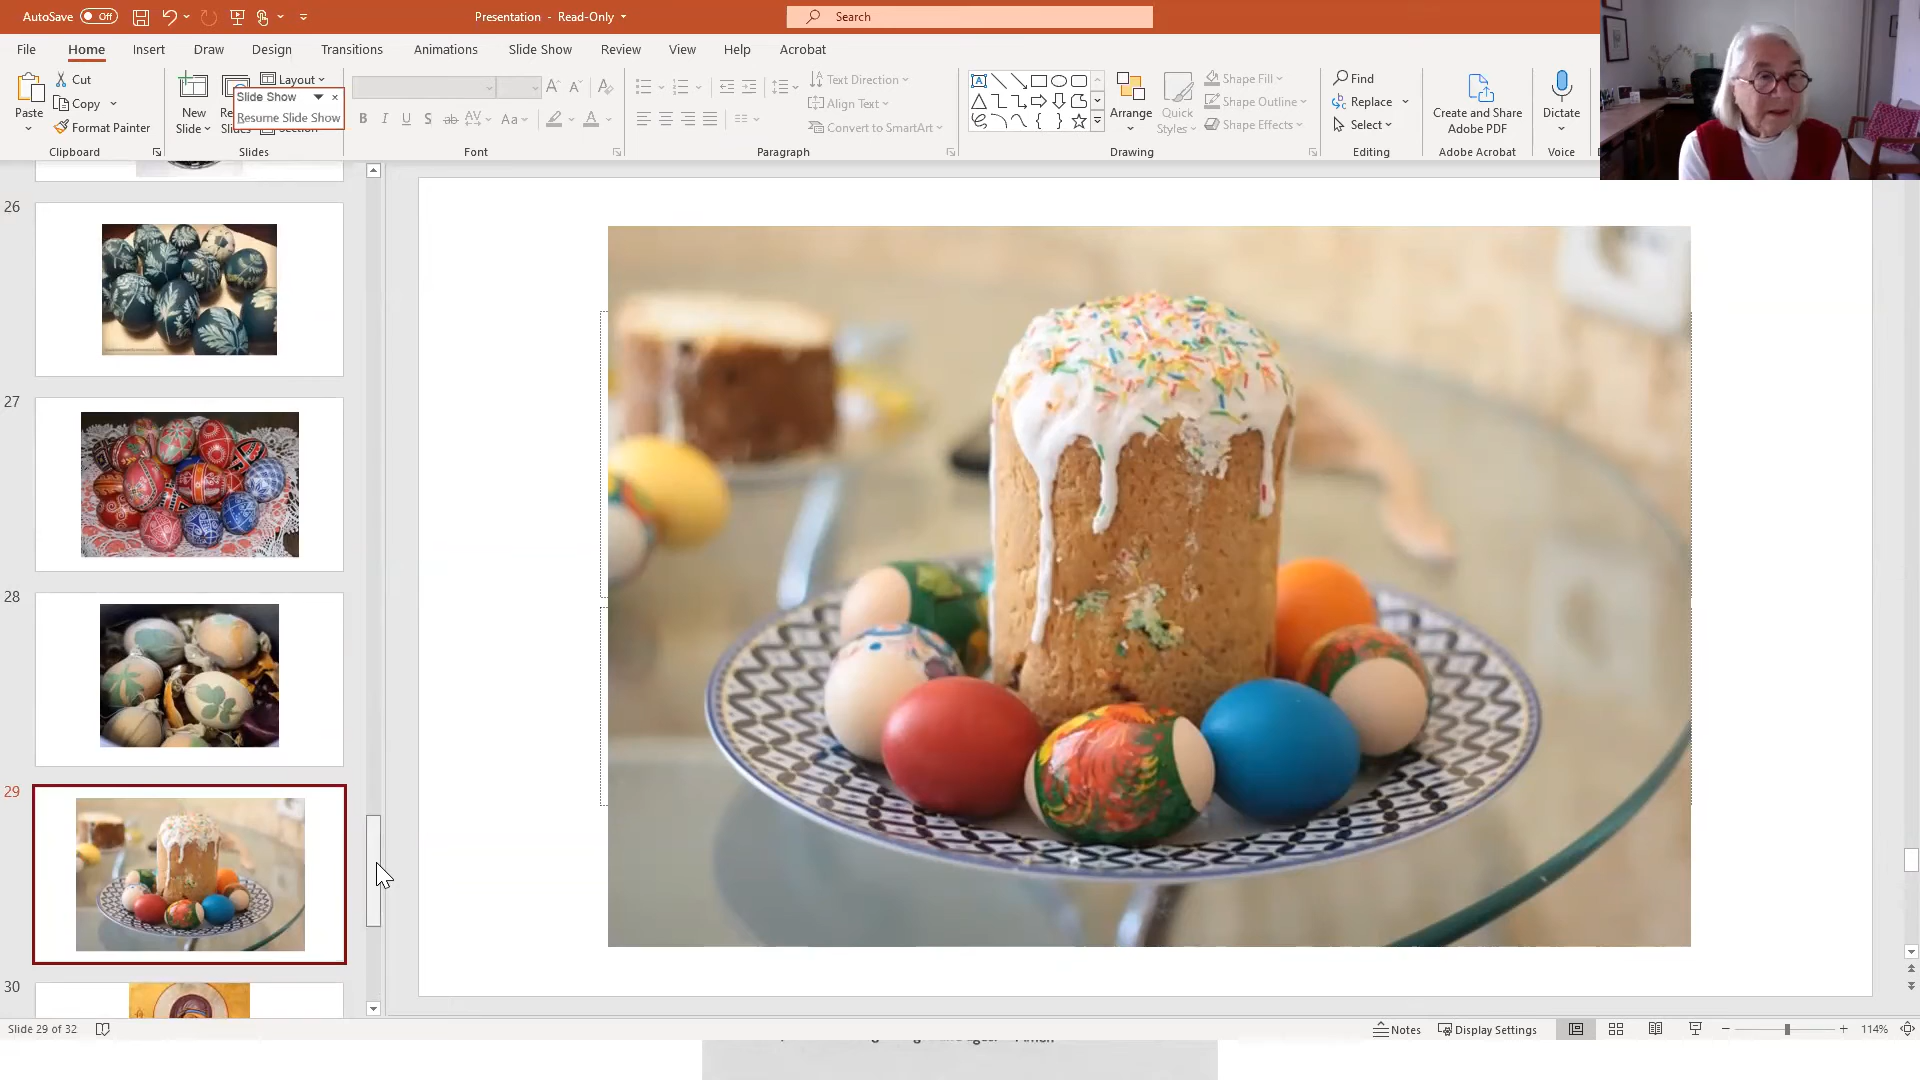 AutoSave Off
Presentation - Read-Only
Search
File Home Insert Draw Design Transitions Animations Slide Show Review View Help Acrobat
Paste
Cut
Copy
Format Painter
Clipboard
New
Slide
Layout
Slide Show
Resume Slide Show
Slides
Font
B I U S ab AV Aa A
Text Direction
Align Text
Convert to SmartArt
Paragraph
Arrange
Quick
Styles
Shape Fill
Shape Outline
Shape Effects
Drawing
Find
Replace
Select
Editing
Create and Share
Adobe PDF
Adobe Acrobat
Dictate
Voice
26
27
28
29
30
Slide 29 of 32
Notes
Display Settings
114%